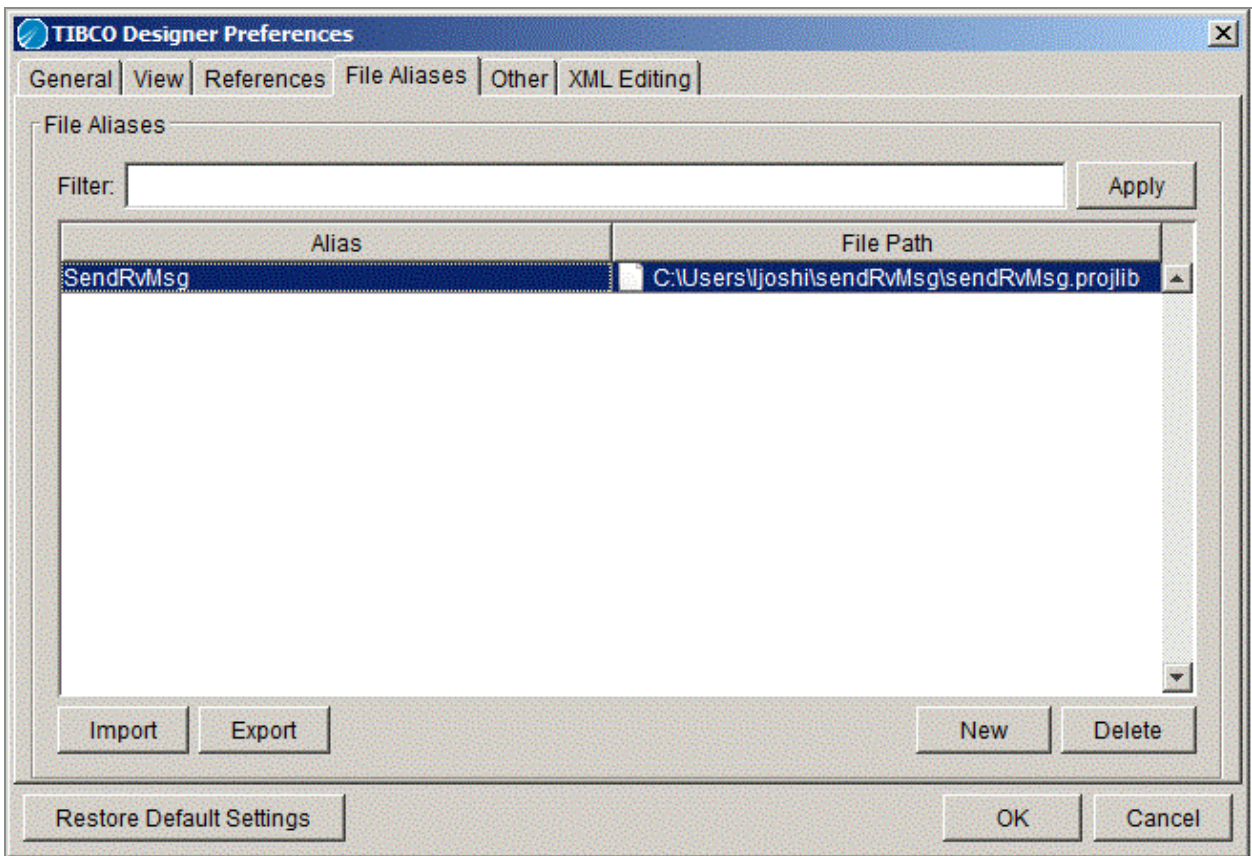 TIBCO Designer Preferences
General View References File Aliases Other XML Editing
File Aliases
Filter: Apply
Alias File Path
SendRvMsg C:\Users\ljoshi\sendRvMsg\sendRvMsg.projlib
Import Export New Delete
Restore Default Settings OK Cancel